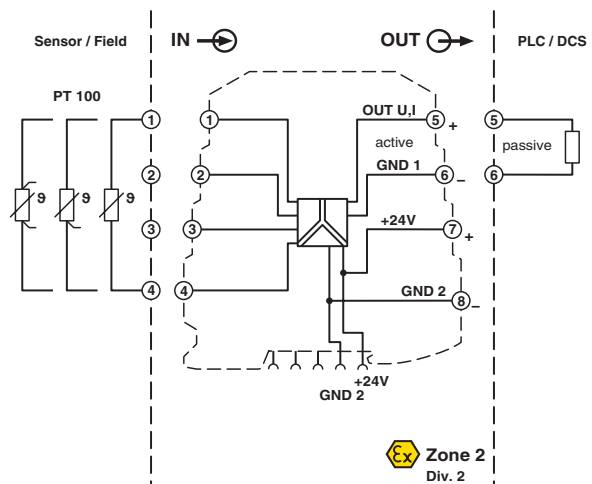 Sensor / Field
IN
OUT
PLC / DCS
PT 100
OUT U,I
1
1
5
+
5
active
passive
ϑ
ϑ
ϑ
2
2
GND 1
6
–
6
3
3
+24V
7
+
4
4
GND 2
8
–
+24V
GND 2
Ex
Zone 2
Div. 2